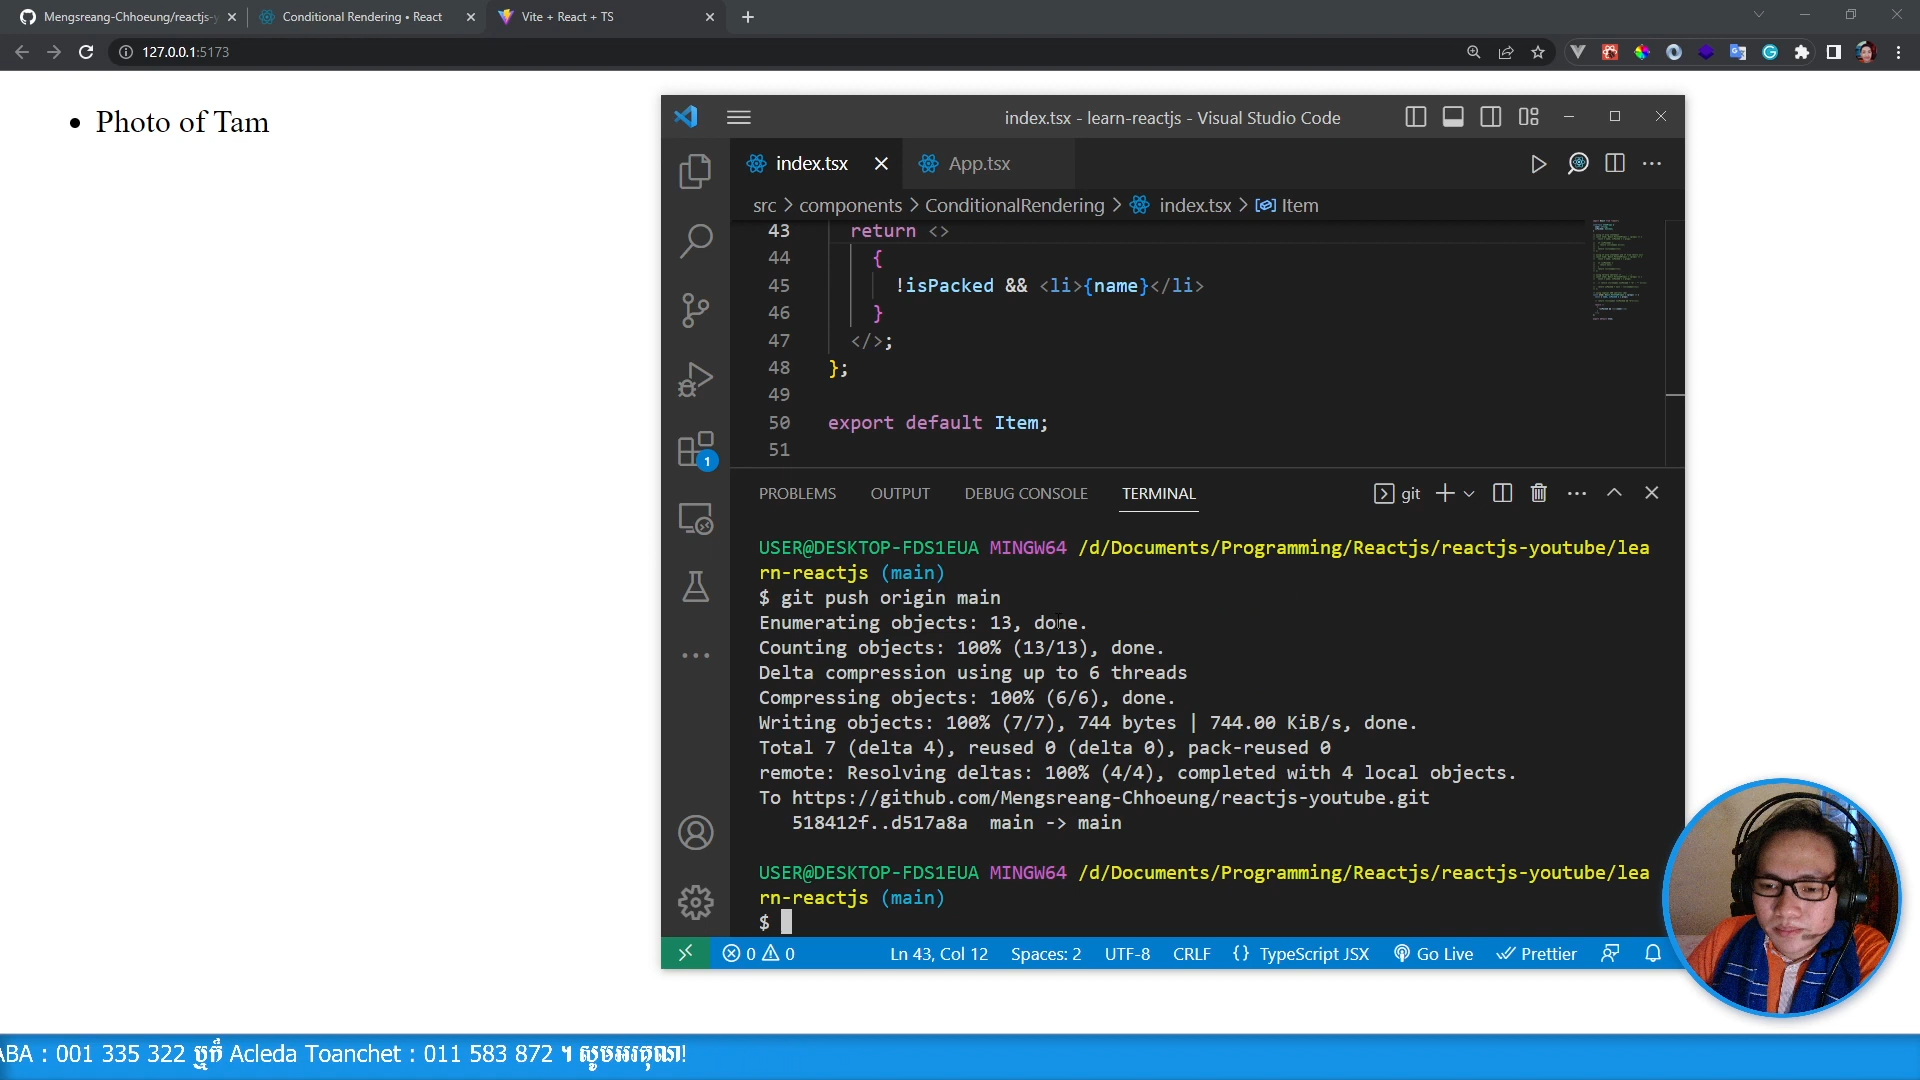 Mengsreang-Chhoeung/reactjs-y
Conditional Rendering • React
Vite + React + TS
127.0.0.1:5173
Photo of Tam
index.tsx - learn-reactjs - Visual Studio Code
index.tsx
App.tsx
src > components > ConditionalRendering > index.tsx > Item
43 return <>
44 {
45 !isPacked && <li>{name}</li>
46 }
47 </>;
48 };
49
50 export default Item;
51
1
PROBLEMS OUTPUT DEBUG CONSOLE TERMINAL
git
USER@DESKTOP-FDS1EUA MINGW64 /d/Documents/Programming/Reactjs/reactjs-youtube/lea
rn-reactjs (main)
$ git push origin main
Enumerating objects: 13, done.
Counting objects: 100% (13/13), done.
Delta compression using up to 6 threads
Compressing objects: 100% (6/6), done.
Writing objects: 100% (7/7), 744 bytes | 744.00 KiB/s, done.
Total 7 (delta 4), reused 0 (delta 0), pack-reused 0
remote: Resolving deltas: 100% (4/4), completed with 4 local objects.
To https://github.com/Mengsreang-Chhoeung/reactjs-youtube.git
518412f..d517a8a main -> main
USER@DESKTOP-FDS1EUA MINGW64 /d/Documents/Programming/Reactjs/reactjs-youtube/lea
rn-reactjs (main)
$
0 0 Ln 43, Col 12 Spaces: 2 UTF-8 CRLF {} TypeScript JSX Go Live Prettier
ABA : 001 335 322 ឬក៏ Acleda Toanchet : 011 583 872 ។ សូមអរគុណ!